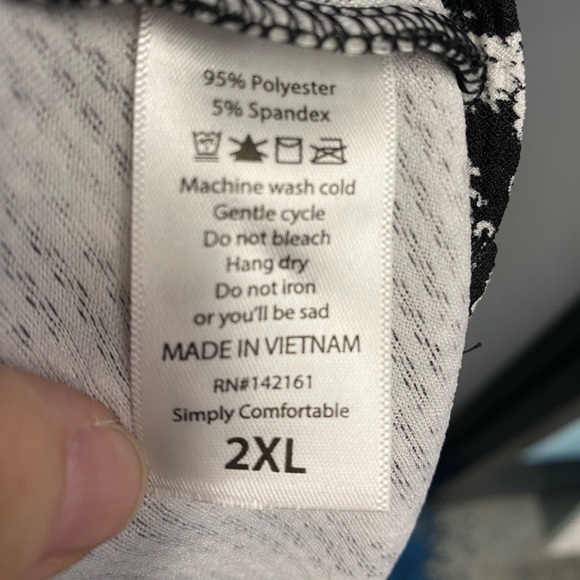 95% Polyester
5% Spandex
Machine wash cold
Gentle cycle
Do not bleach
Hang dry
Do not iron
or you'll be sad
MADE IN VIETNAM
RN#142161
Simply Comfortable
2XL